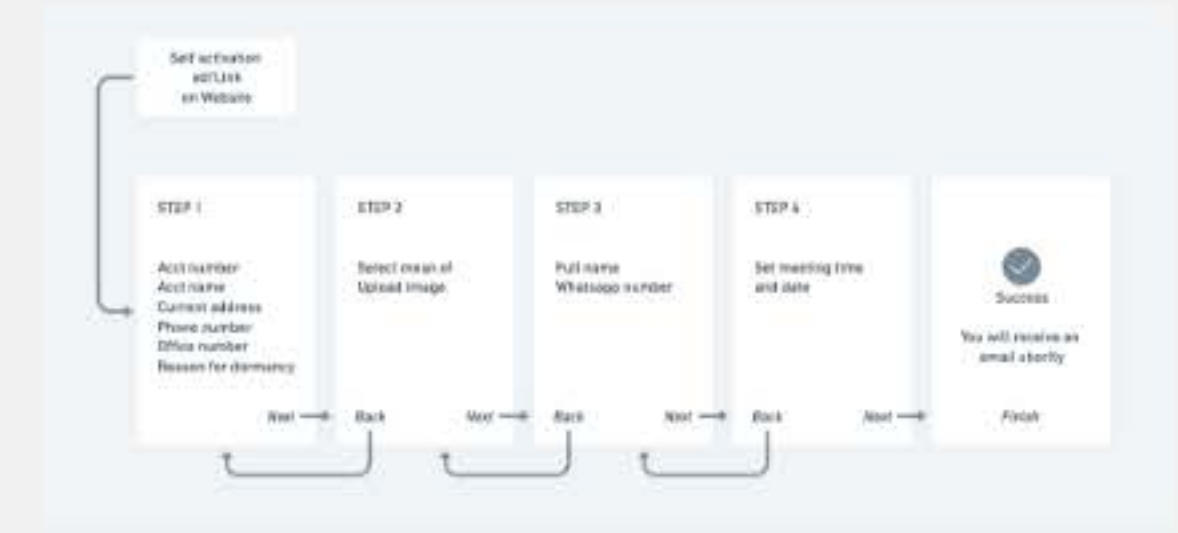 Self activation
ad/Link
on Website
STEP 1
Acct number
Acct name
Current address
Phone number
Office number
Reason for dormancy
Next
STEP 2
Select mean of
Upload image
Back
Next
STEP 3
Full name
Whatsapp number
Back
Next
STEP 4
Set meeting time
and date
Back
Next
Success
You will receive an
email shortly
Finish